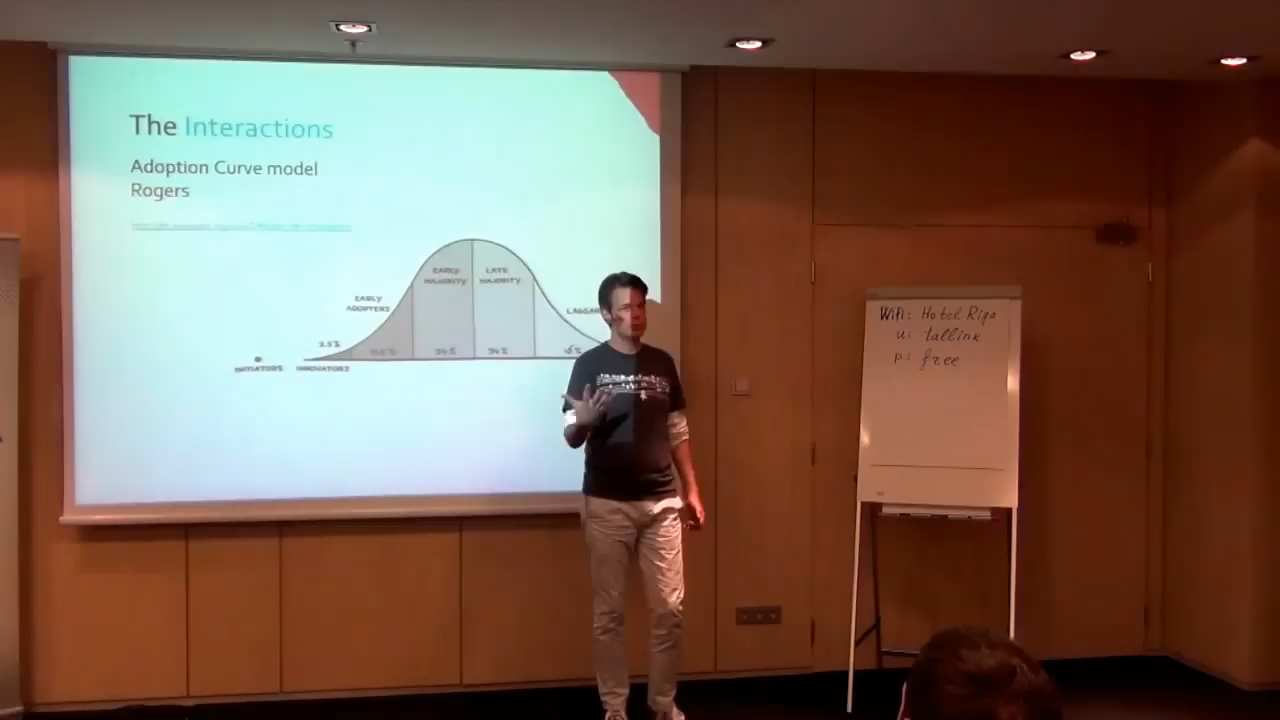 The Interactions
Adoption Curve model
Rogers
EARLY MAJORITY
LATE MAJORITY
EARLY ADOPTERS
2.5%
34%
34%
16%
INITIATORS
INNOVATORS
Wifi: Hotel Riga
u: tallink
p: free